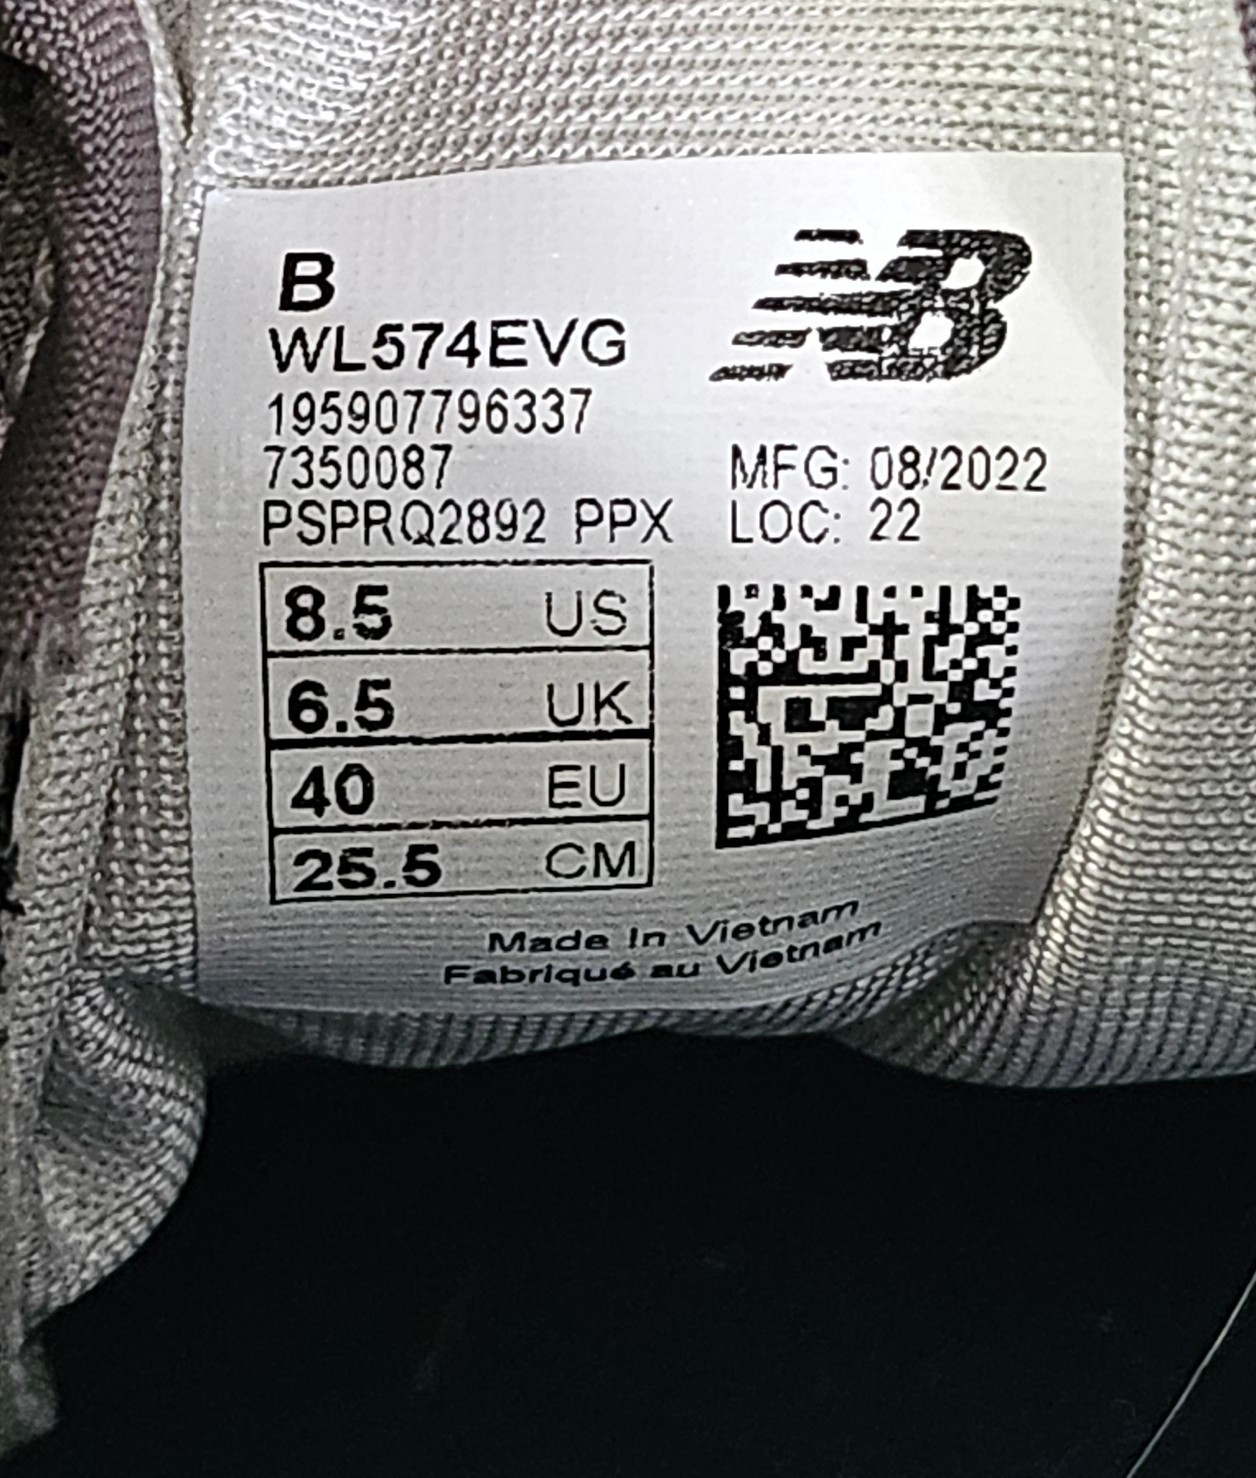 B
WL574EVG
195907796337
7350087
PSPRQ2892 PPX
NB
MFG: 08/2022
LOC: 22
8.5 US
6.5 UK
40 EU
25.5 CM
Made In Vietnam
Fabriqué au Vietnam